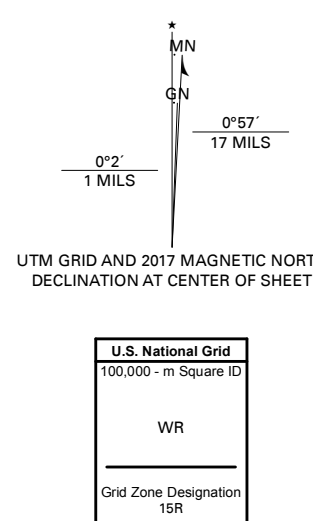 ★
MN
GN
0°57´
17 MILS
0°2´
1 MILS
UTM GRID AND 2017 MAGNETIC NORT
DECLINATION AT CENTER OF SHEET
U.S. National Grid
100,000 - m Square ID
WR
Grid Zone Designation
15R